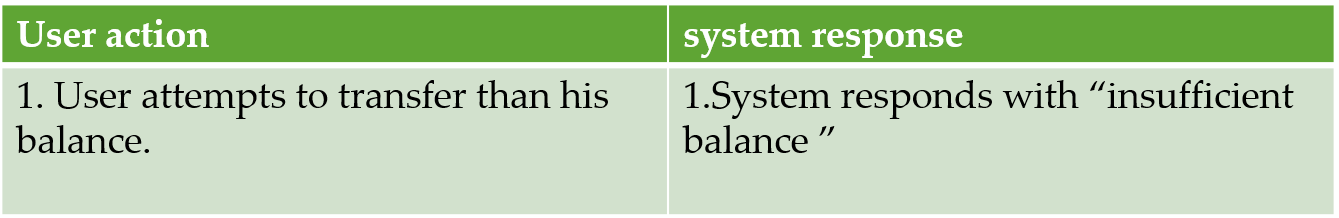 User action
system response
1. User attempts to transfer than his
balance.
1.System responds with “insufficient
balance ”